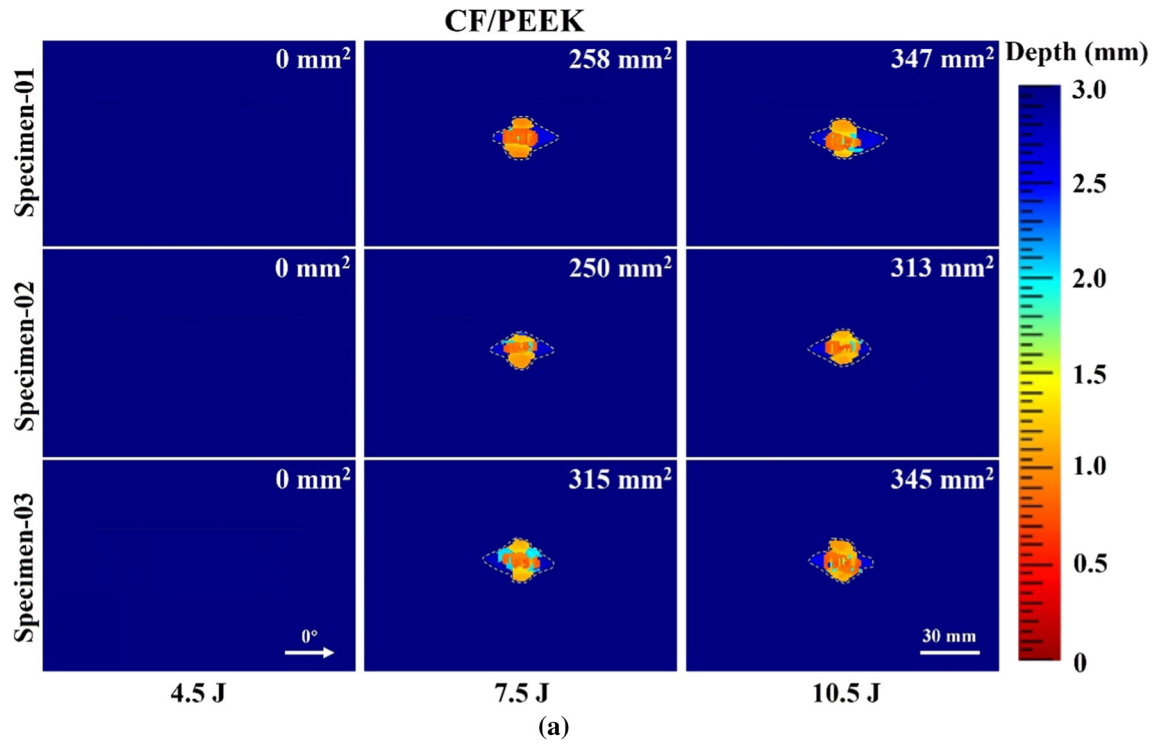 CF/PEEK
Depth (mm)
Specimen-01
0 mm²
258 mm²
347 mm²
Specimen-02
0 mm²
250 mm²
313 mm²
Specimen-03
0 mm²
315 mm²
345 mm²
0°
30 mm
3.0
2.5
2.0
1.5
1.0
0.5
0
4.5 J
7.5 J
10.5 J
(a)